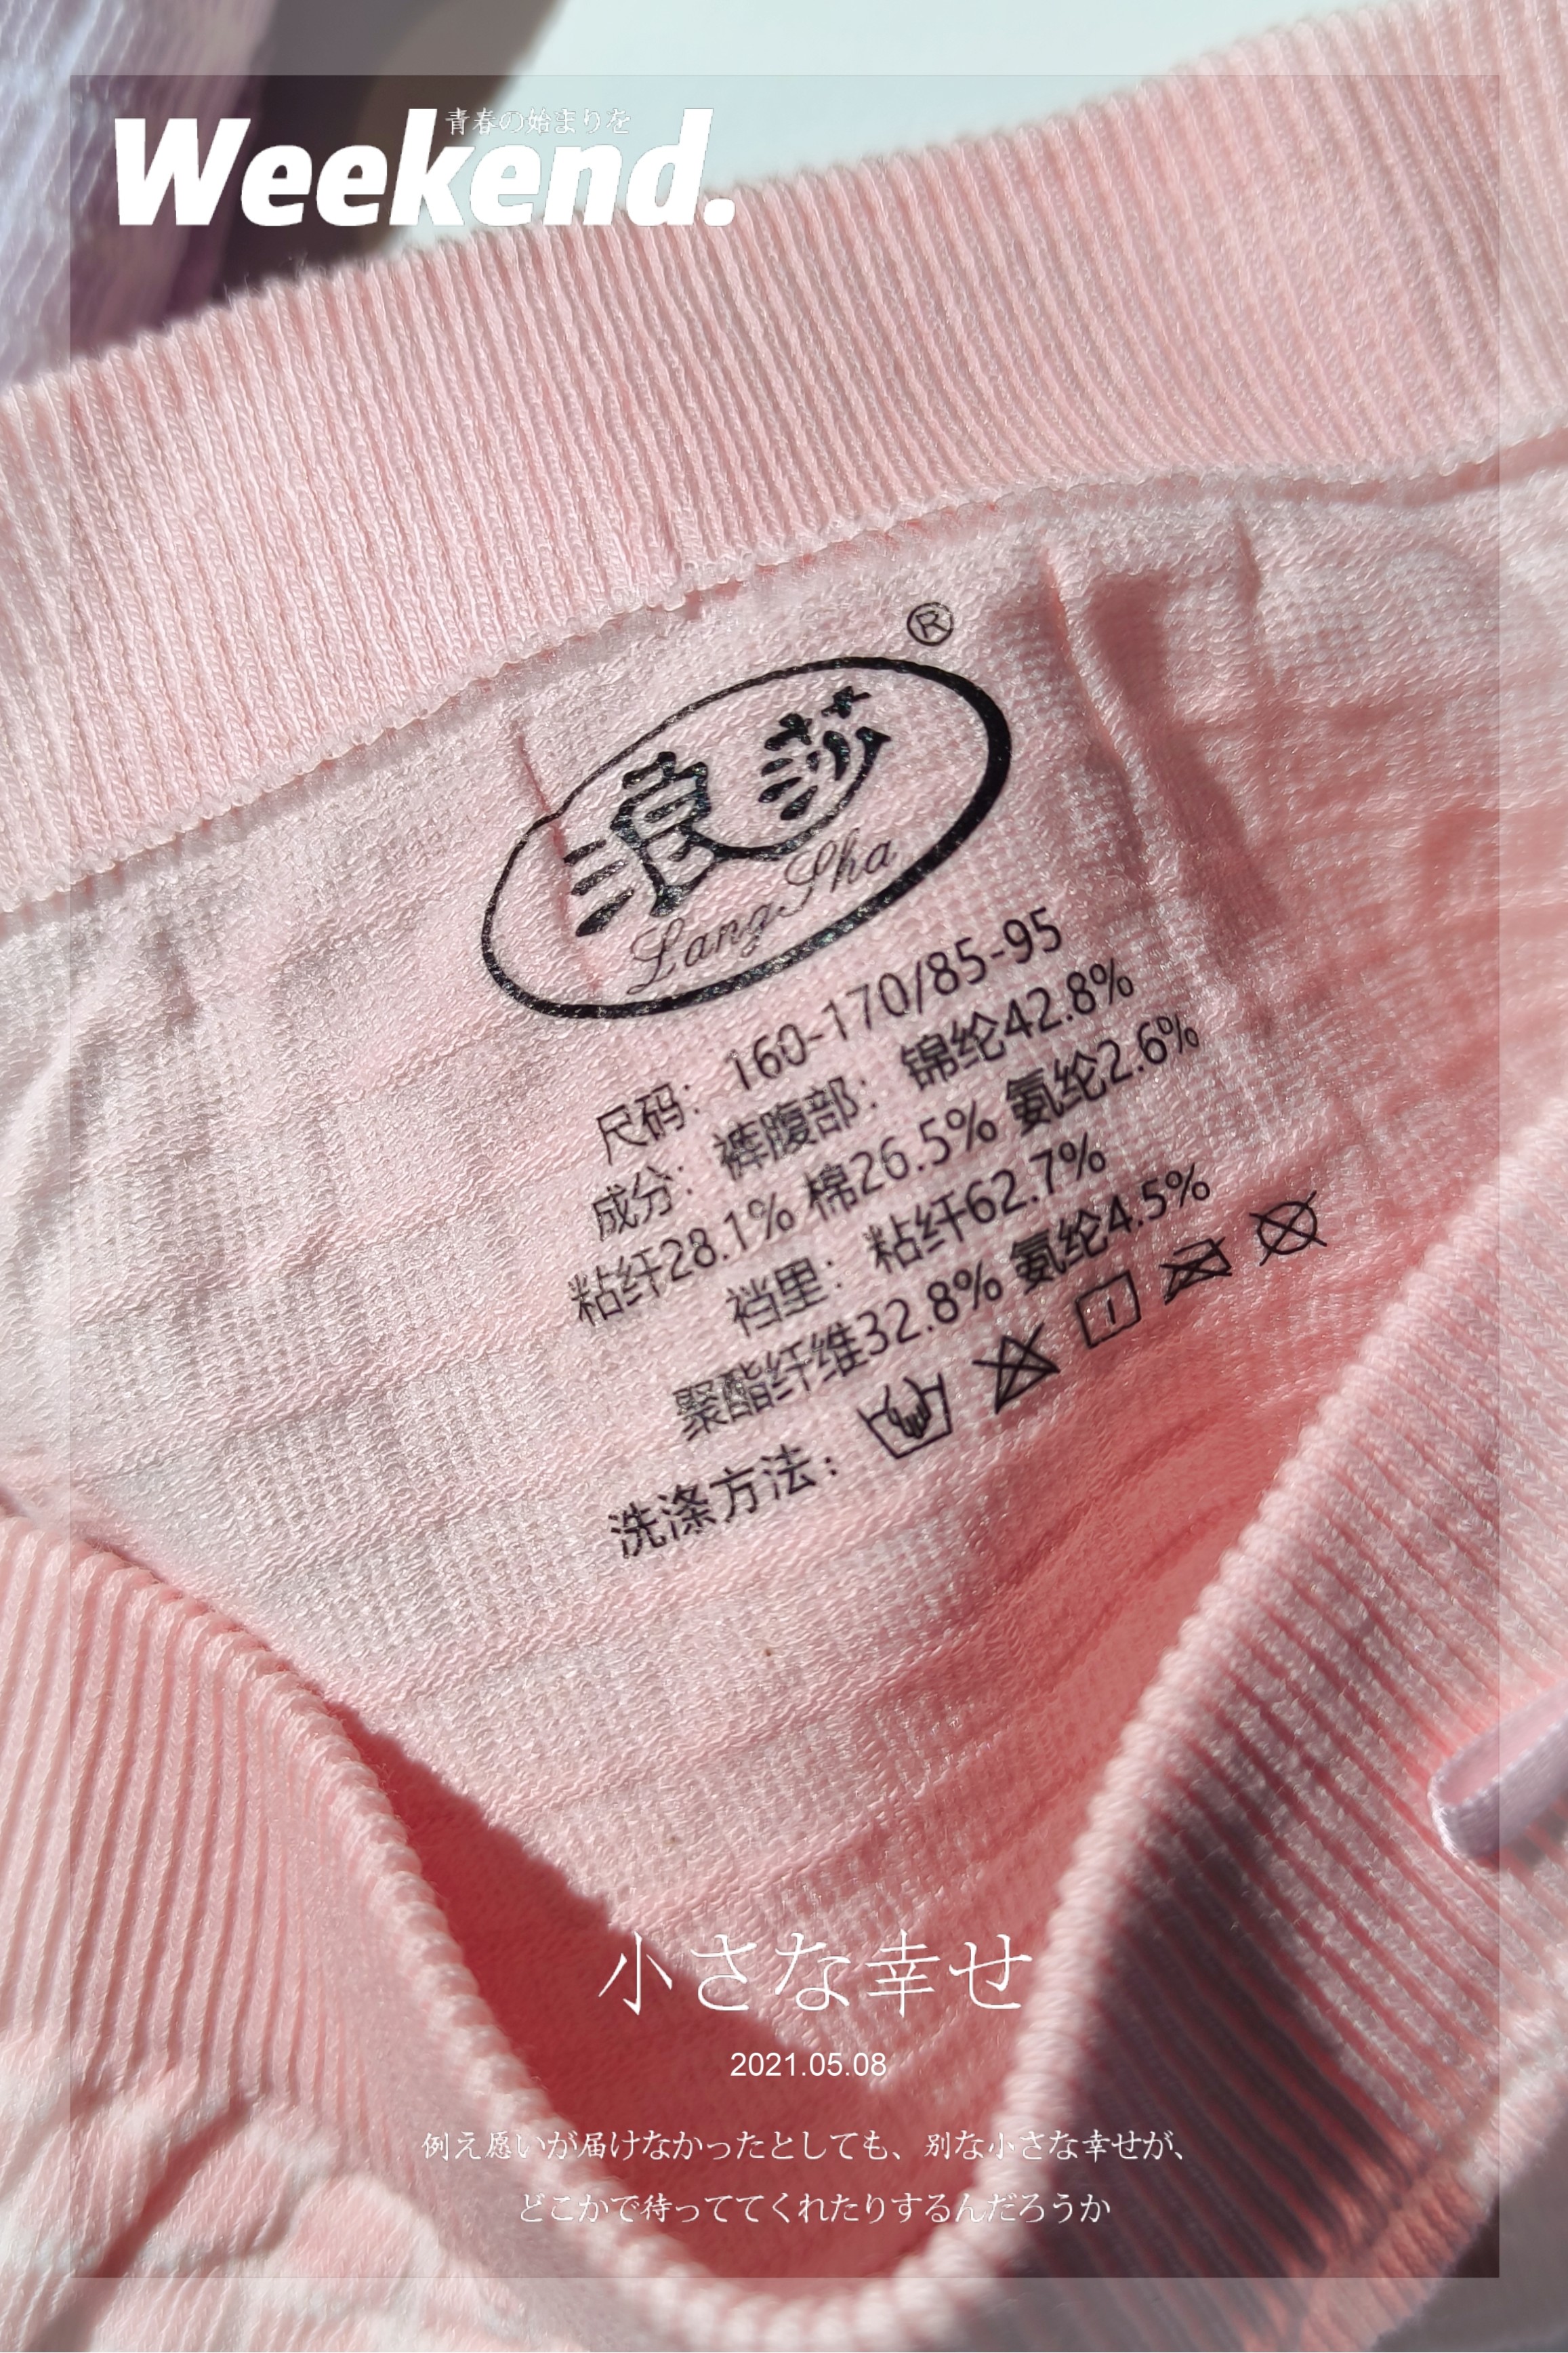 青春の始まりを
Weekend.
®
浪莎
LangSha
尺码：160-170/85-95
成分：裤腹部：锦纶42.8%
粘纤28.1% 棉26.5% 氨纶2.6%
裆里：粘纤62.7%
聚酯纤维32.8% 氨纶4.5%
洗涤方法：
小さな幸せ
2021.05.08
例え愿いが届けなかったとしても、别な小さな幸せが、
どこかで待っててくれたりするんだろうか